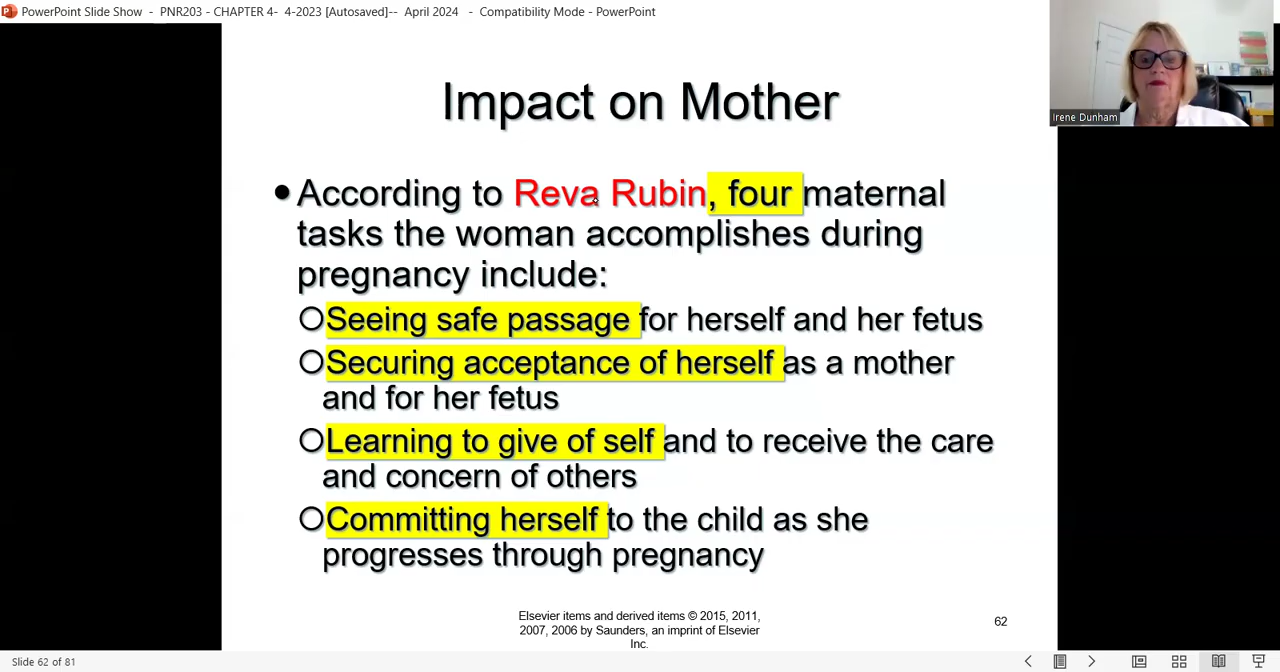 PowerPoint Slide Show - PNR203 - CHAPTER 4- 4-2023 [Autosaved]-- April 2024 - Compatibility Mode - PowerPoint
Irene Dunham
Impact on Mother
According to Reva Rubin, four maternal
tasks the woman accomplishes during
pregnancy include:
Seeing safe passage for herself and her fetus
Securing acceptance of herself as a mother
and for her fetus
Learning to give of self and to receive the care
and concern of others
Committing herself to the child as she
progresses through pregnancy
Elsevier items and derived items © 2015, 2011,
2007, 2006 by Saunders, an imprint of Elsevier
Inc.
62
Slide 62 of 81